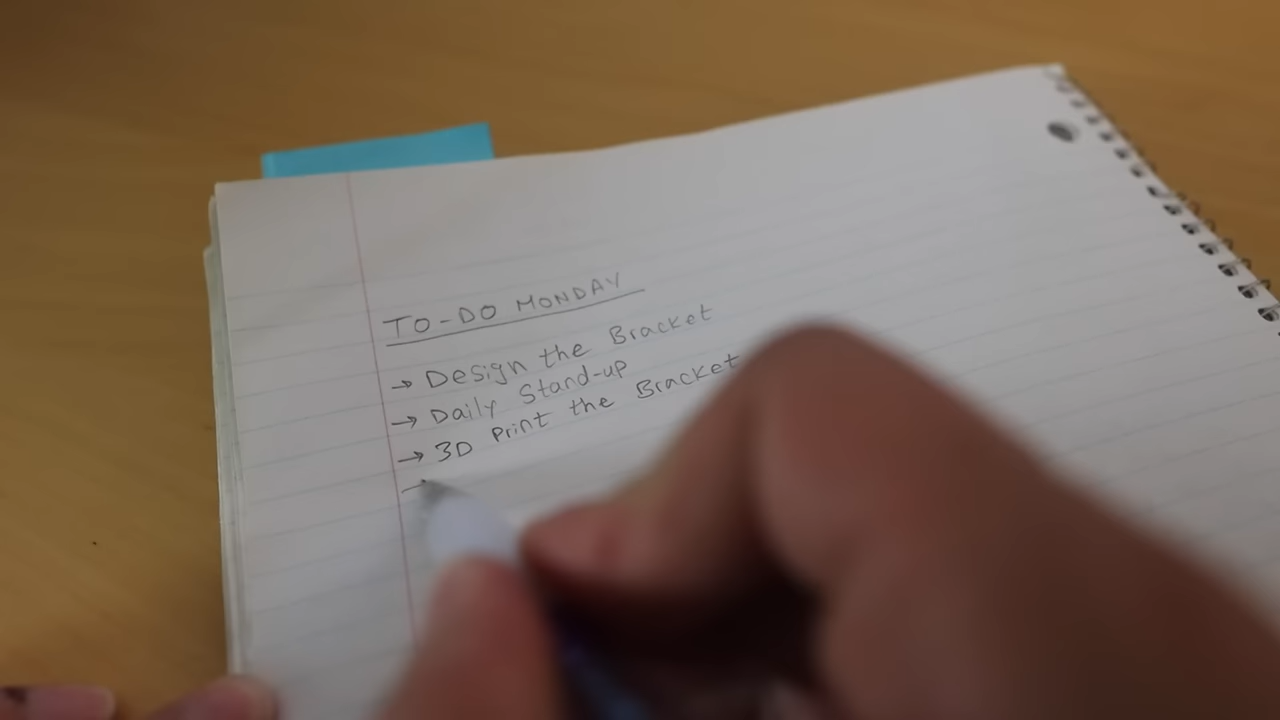 TO-DO MONDAY
→ Design the Bracket
→ Daily Stand-up
→ 3D Print the Bracket
→